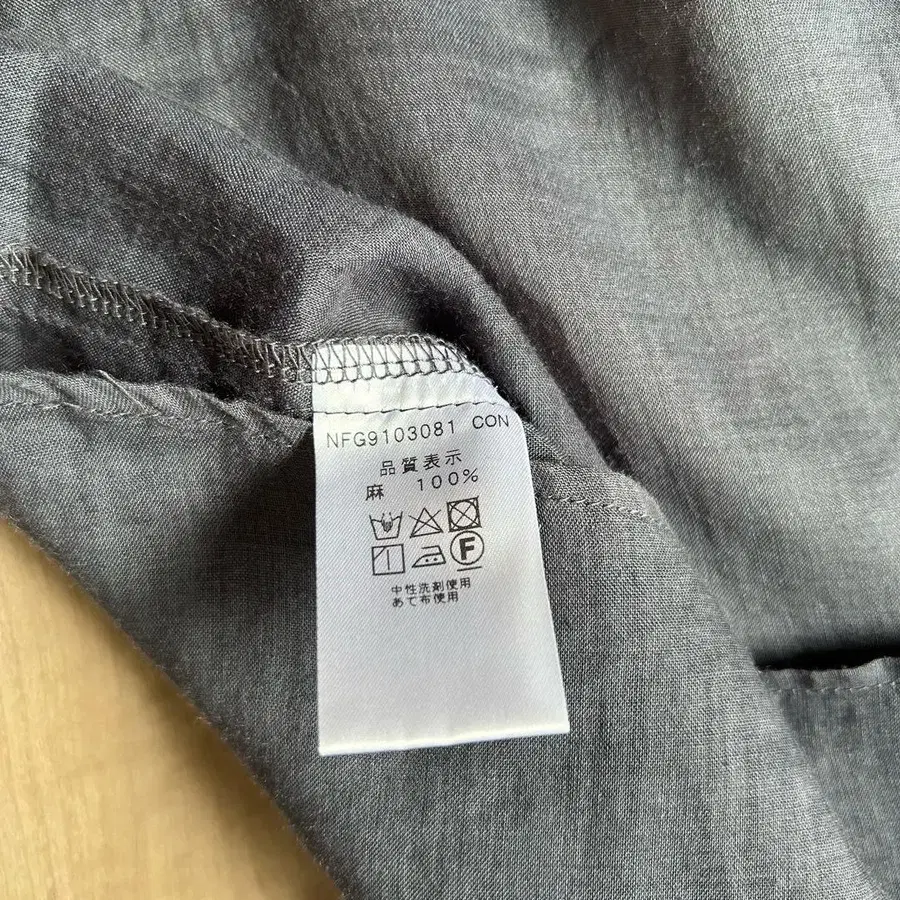 NFG9103081 CON
品質表示
麻 100%
F
中性洗剤使用
あて布使用